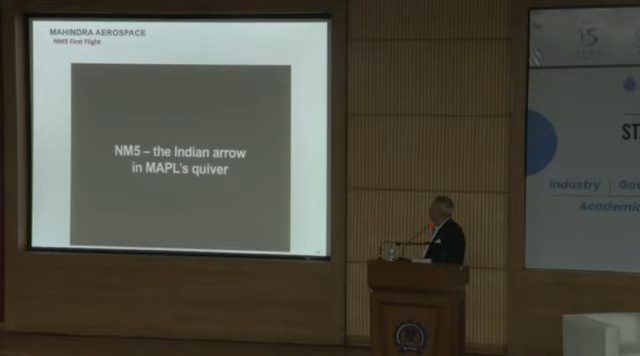 MAHINDRA AEROSPACE
NM5 First Flight
NM5 – the Indian arrow
in MAPL's quiver
15
ST
Industry
Go
Academi